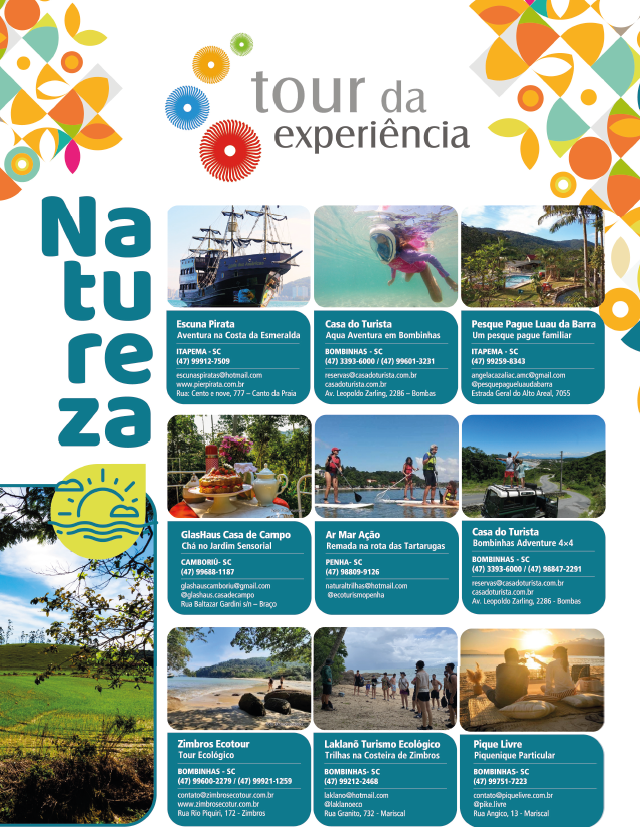 tour da
experiência
Na
tu
re
za
Escuna Pirata
Aventura na Costa da Esmeralda
ITAPEMA - SC
(47) 99912-7509
escunaspiratas@hotmail.com
www.pierpirata.com.br
Rua: Cento e nove, 777 – Canto dla Praia
Casa do Turista
Aqua Aventura em Bombinhas
BOMBINHAS - SC
(47) 3393-6000 / (47) 99601-3231
reservas@casadoturista.com.br
casadoturista.com.br
Av. Leopoldo Zarling, 2286 – Bombas
Pesque Pague Luau da Barra
Um pesque pague familiar
ITAPEMA - SC
(47) 99259-8343
angelacazaliac.amc@gmail.com
@pesquepagueluaudabarra
Estrada Geral do Alto Areal, 7055
GlasHaus Casa de Campo
Chá no Jardim Sensorial
CAMBORIÚ- SC
(47) 99688-1187
glashauscamboriu@gmail.com
@glashaus.casadecampo
Rua Baltazar Gardini s/n – Braço
Ar Mar Ação
Remada na rota das Tartarugas
PENHA- SC
(47) 98809-9126
naturaltrilhas@hotmail.com
@ecoturismopenha
Casa do Turista
Bombinhas Adventure 4×4
BOMBINHAS - SC
(47) 3393-6000 / (47) 98847-2291
reservas@casadoturista.com.br
casadoturista.com.br
Av. Leopoldo Zarling, 2286 - Bombas
Zimbros Ecotour
Tour Ecológico
BOMBINHAS - SC
(47) 99600-2279 / (47) 99921-1259
contato@zimbrosecotour.com.br
www.zimbrosecotur.com.br
Rua Rio Piquiri, 172 - Zimbros
Laklanõ Turismo Ecológico
Trilhas na Costeira de Zimbros
BOMBINHAS- SC
(47) 99212-2468
laklano@hotmail.com
@laklanoeco
Rua Granito, 732 - Mariscal
Pique Livre
Piquenique Particular
BOMBINHAS- SC
(47) 99751-7223
contato@piquelivre.com.br
@pike.livre
Rua Angico, 13 - Mariscal